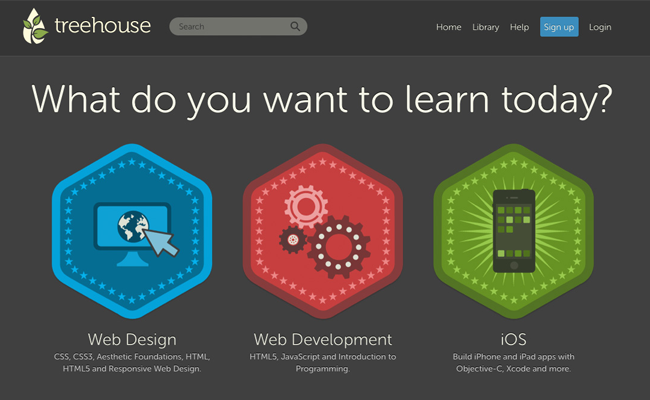 treehouse
Search
Home Library Help Sign up Login
What do you want to learn today?
Web Design
CSS, CSS3, Aesthetic Foundations, HTML,
HTML5 and Responsive Web Design.
Web Development
HTML5, JavaScript and Introduction to
Programming.
iOS
Build iPhone and iPad apps with
Objective-C, Xcode and more.